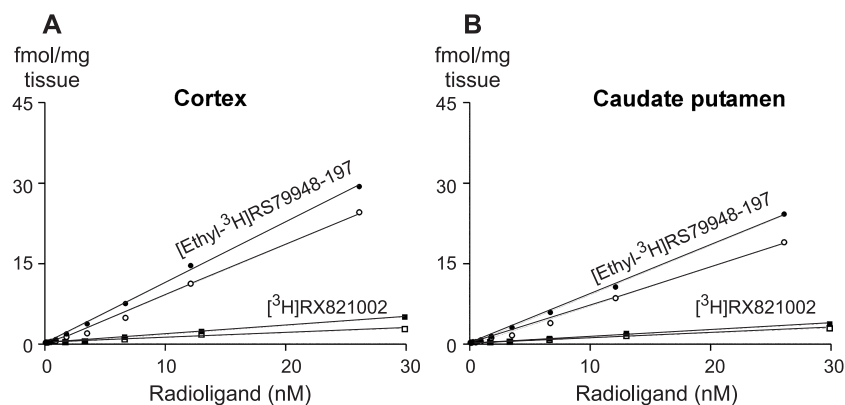 A
fmol/mg
tissue
Cortex
45
30
15
0
[Ethyl-³H]RS79948-197
[³H]RX821002
0
10
20
30
Radioligand (nM)
B
fmol/mg
tissue
Caudate putamen
45
30
15
0
[Ethyl-³H]RS79948-197
[³H]RX821002
0
10
20
30
Radioligand (nM)